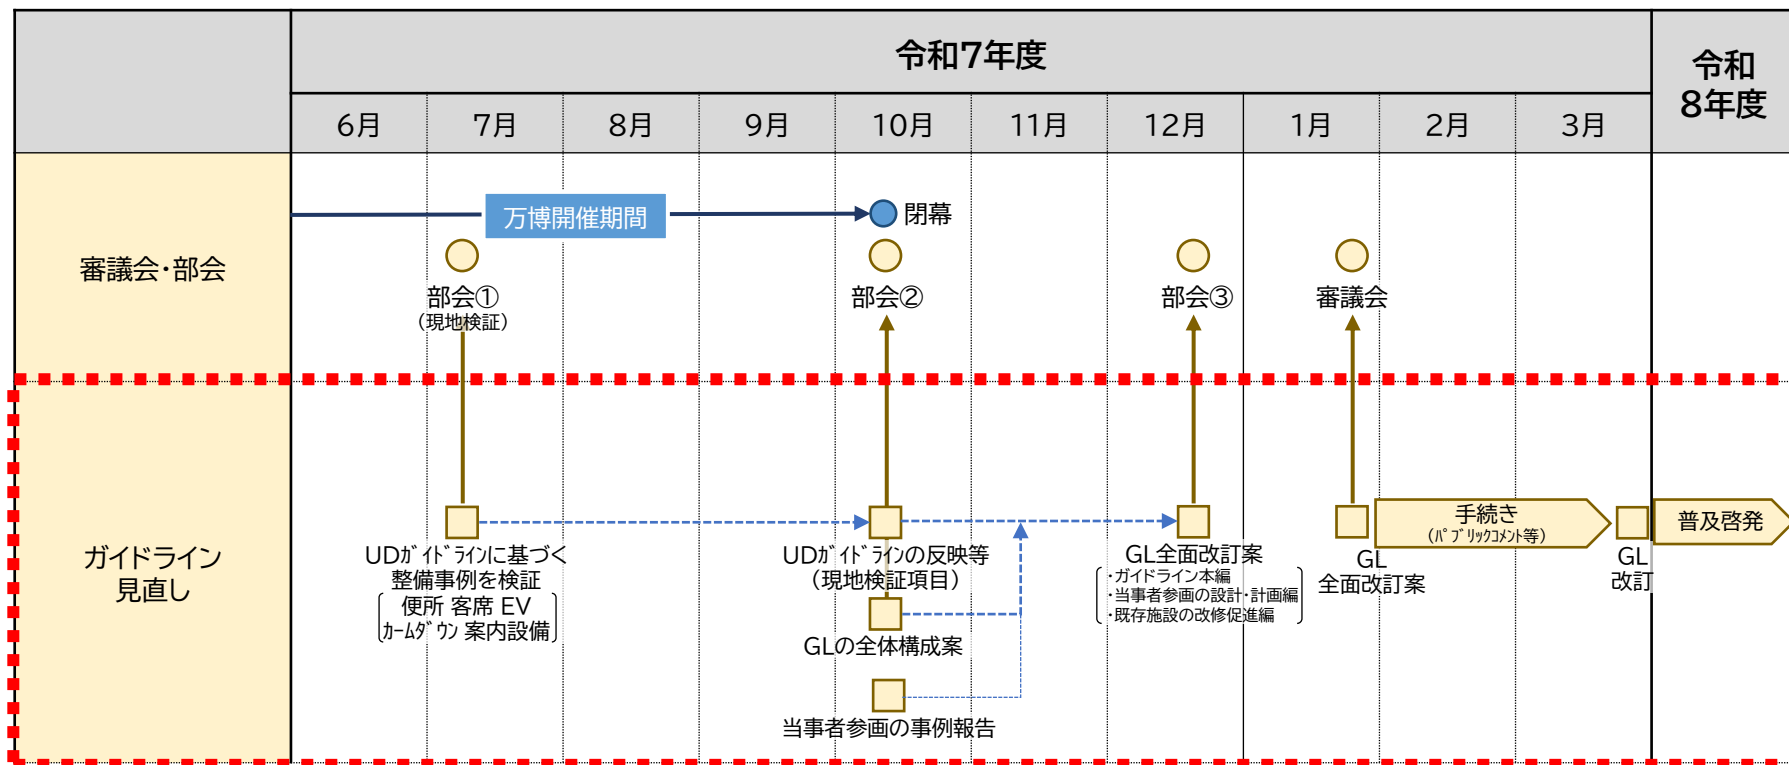 令和7年度
令和
8年度
6月
7月
8月
9月
10月
11月
12月
1月
2月
3月
審議会・部会
万博開催期間
閉幕
部会①
(現地検証)
部会②
部会③
審議会
ガイドライン
見直し
UDｶﾞｲﾄﾞﾗｲﾝに基づく
整備事例を検証
便所 客席 EV
ｶｰﾑﾀﾞｳﾝ 案内設備
UDｶﾞｲﾄﾞﾗｲﾝの反映等
(現地検証項目)
GLの全体構成案
当事者参画の事例報告
GL全面改訂案
・ガイドライン本編
・当事者参画の設計・計画編
・既存施設の改修促進編
GL
全面改訂案
手続き
(ﾊﾟﾌﾞﾘｯｸｺﾒﾝﾄ等)
GL
改訂
普及啓発